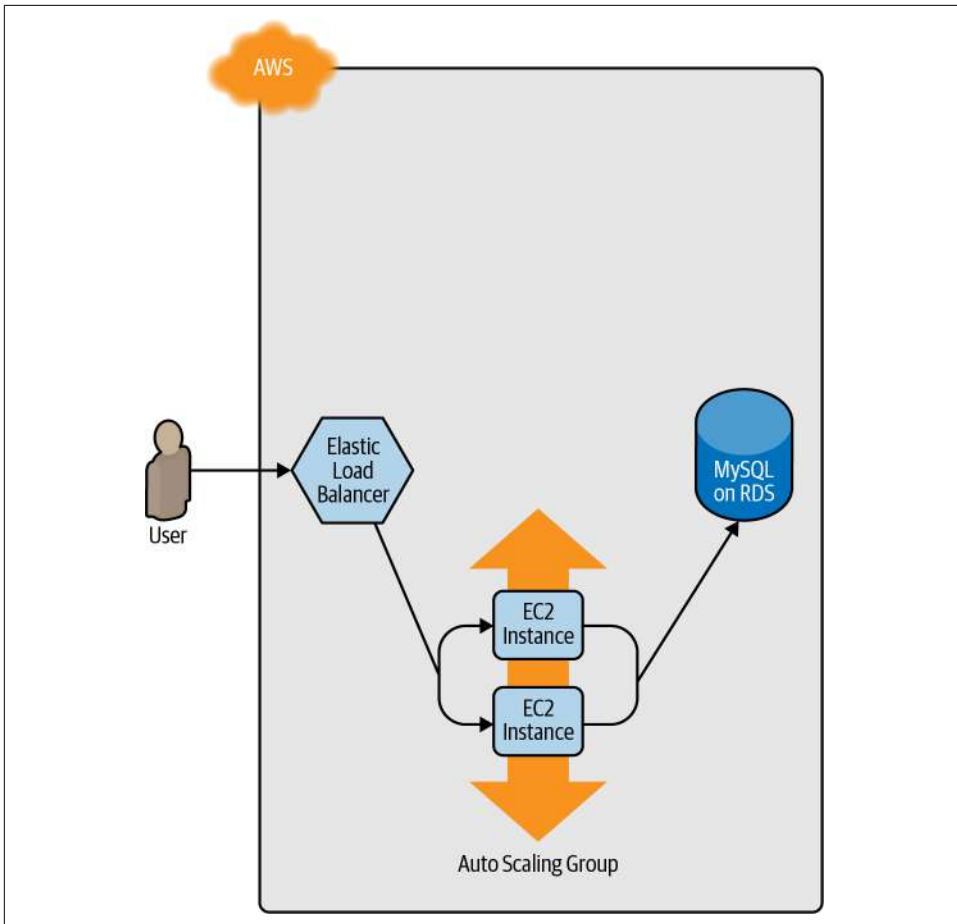 AWS
User
Elastic
Load
Balancer
EC2
Instance
EC2
Instance
MySQL
on RDS
Auto Scaling Group